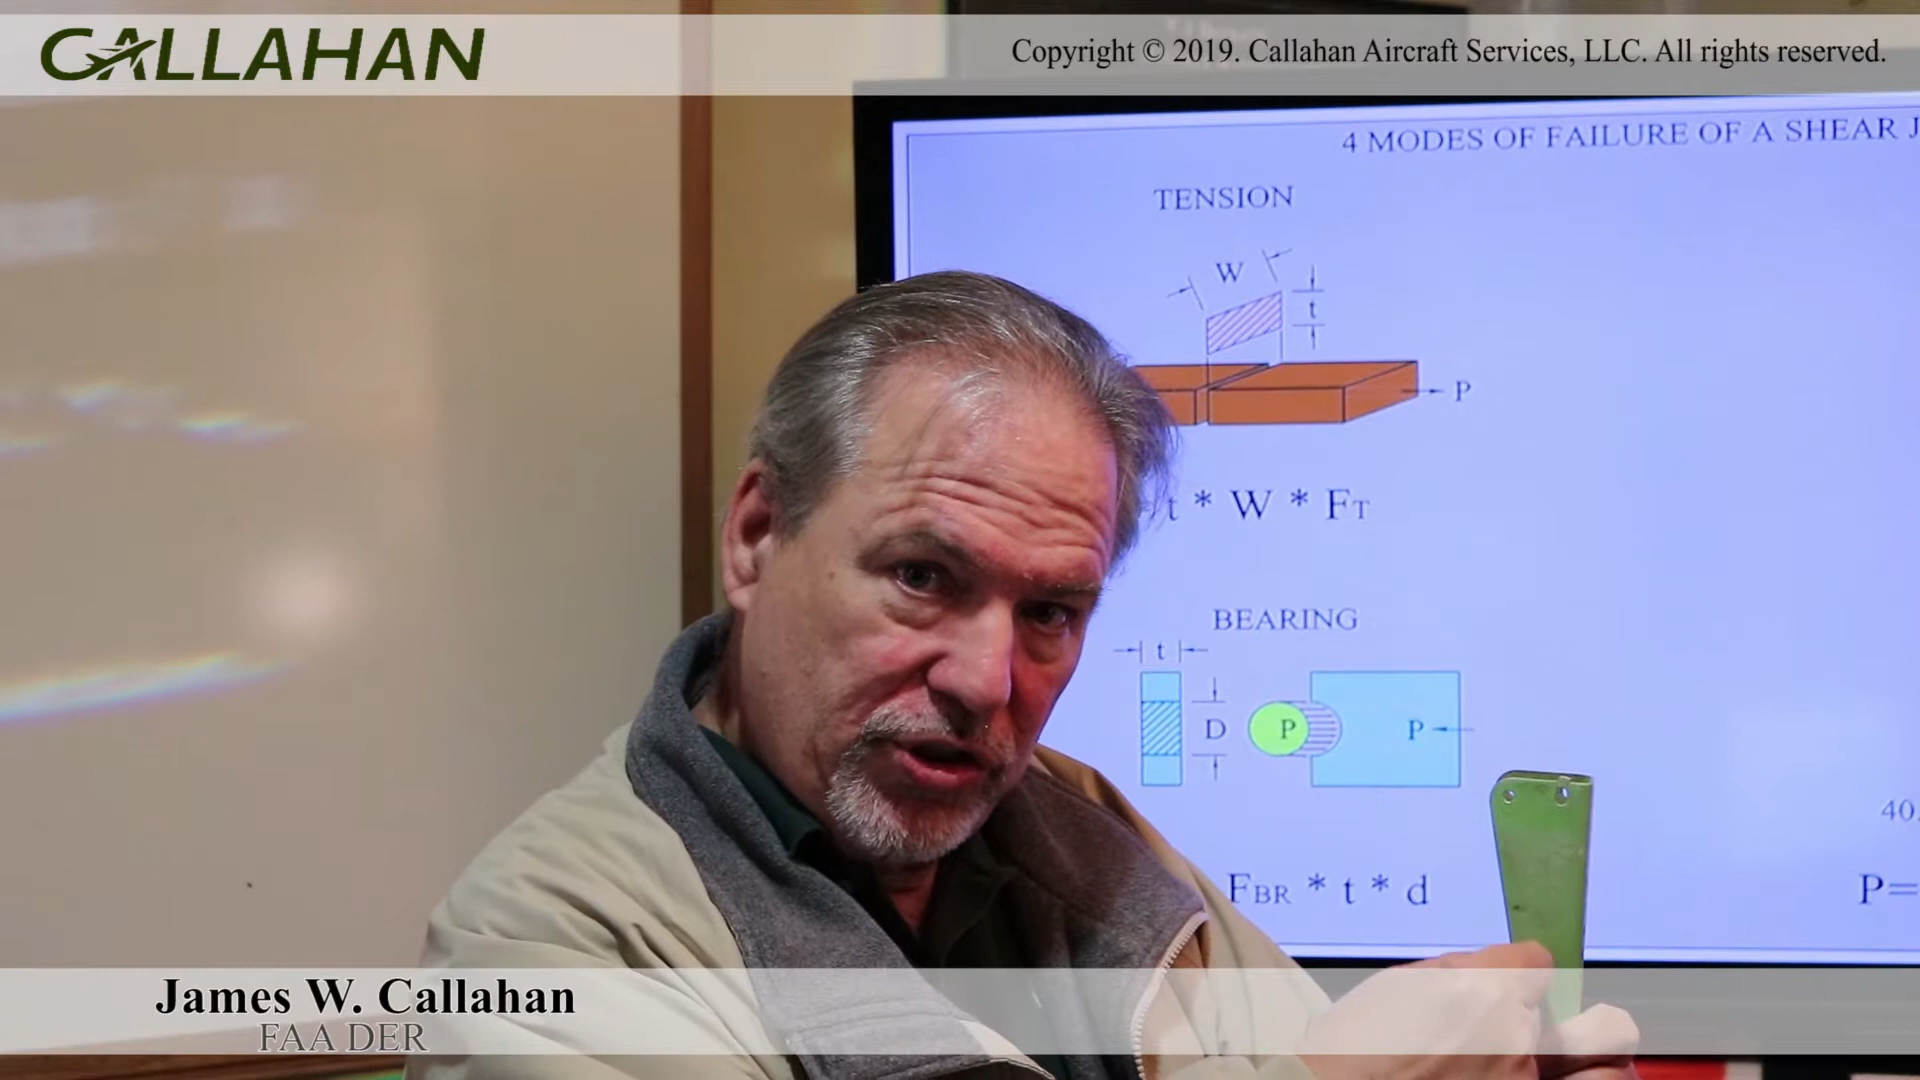 CALLAHAN
Copyright © 2019. Callahan Aircraft Services, LLC. All rights reserved.
4 MODES OF FAILURE OF A SHEAR J
TENSION
W
t
P
t * W * FT
BEARING
t
D
P
P
40.
FBR * t * d
P=
James W. Callahan
FAA DER